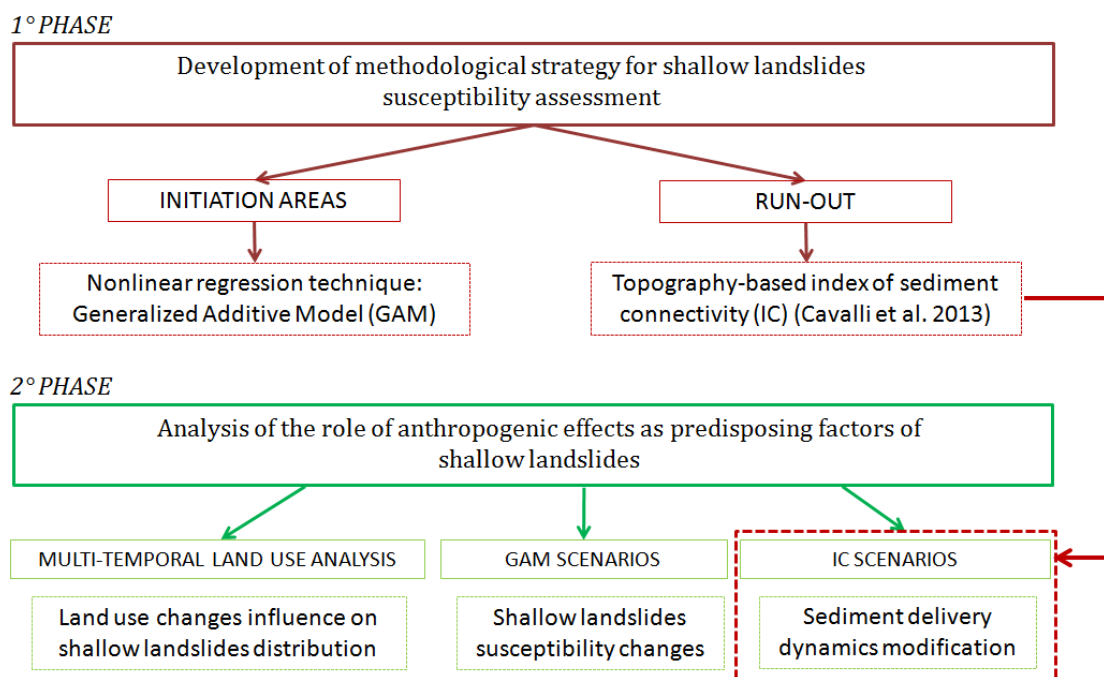 1° PHASE
Development of methodological strategy for shallow landslides
susceptibility assessment
INITIATION AREAS
RUN-OUT
Nonlinear regression technique:
Generalized Additive Model (GAM)
Topography-based index of sediment
connectivity (IC) (Cavalli et al. 2013)
2° PHASE
Analysis of the role of anthropogenic effects as predisposing factors of
shallow landslides
MULTI-TEMPORAL LAND USE ANALYSIS
GAM SCENARIOS
IC SCENARIOS
Land use changes influence on
shallow landslides distribution
Shallow landslides
susceptibility changes
Sediment delivery
dynamics modification